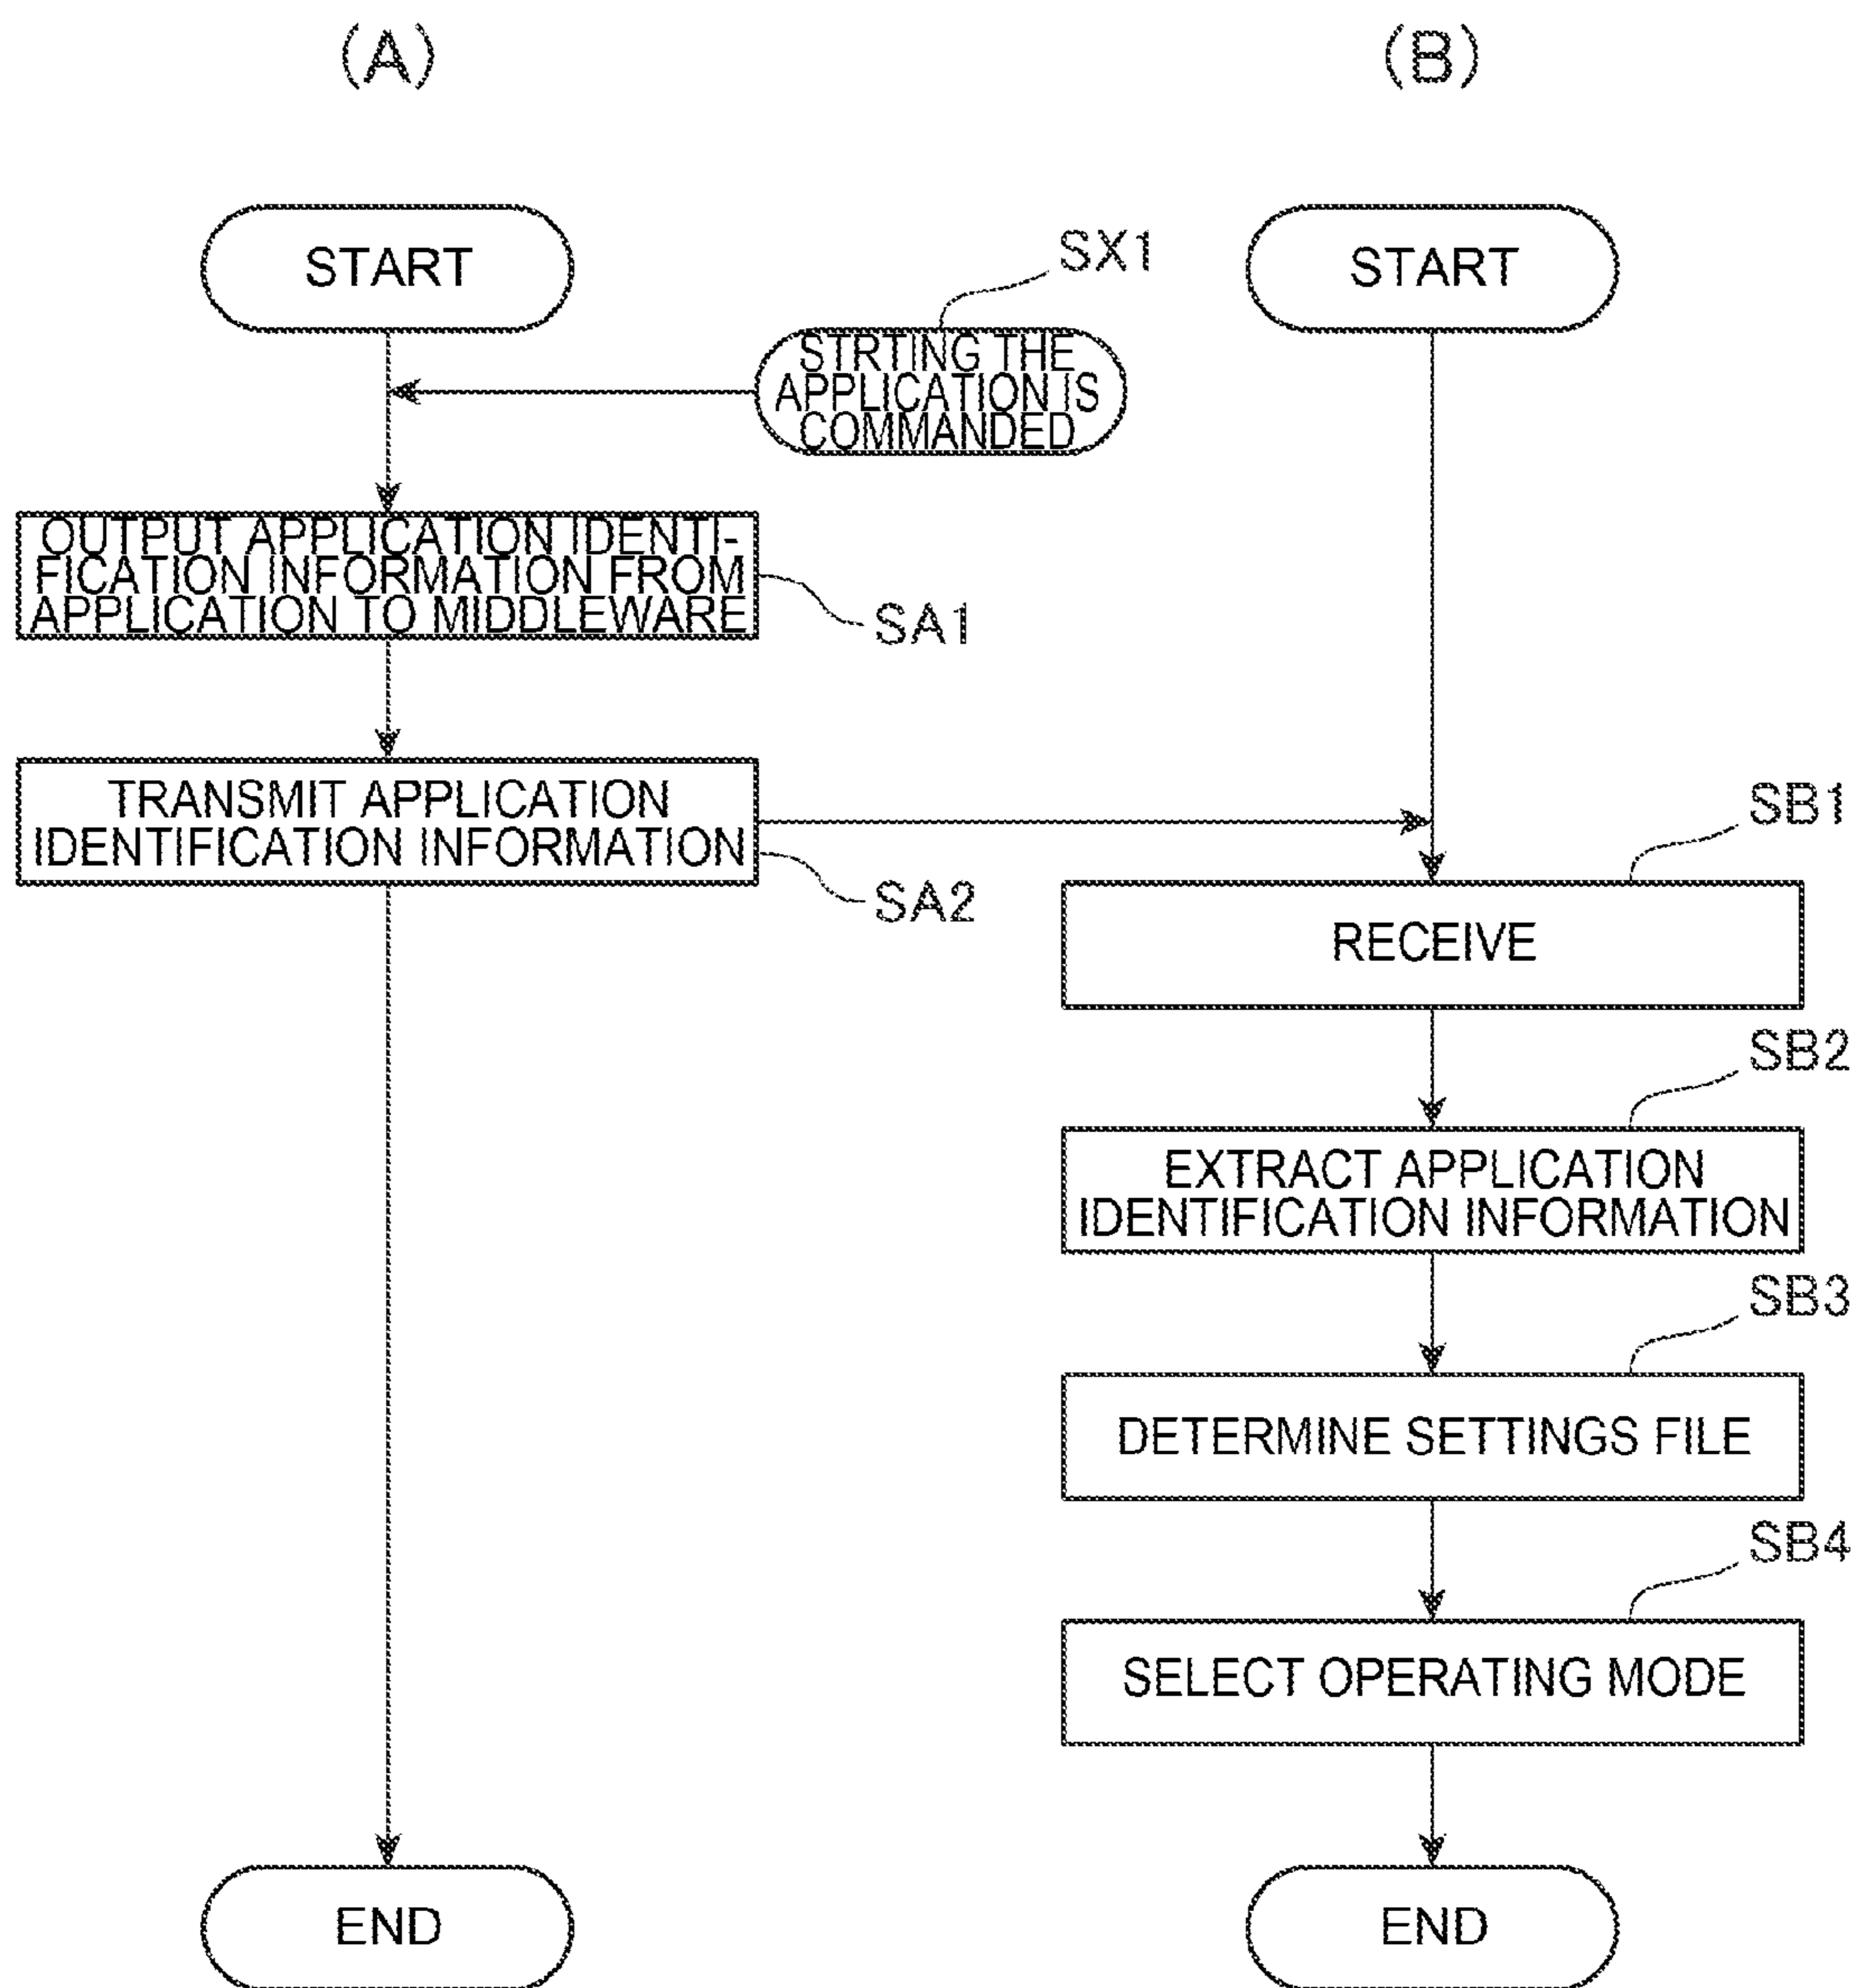 (A)
(B)
START
SX1
START
STRTING THE
APPLICATION IS
COMMANDED
OUTPUT APPLICATION IDENTI-
FICATION INFORMATION FROM
APPLICATION TO MIDDLEWARE
SA1
TRANSMIT APPLICATION
IDENTIFICATION INFORMATION
SA2
SB1
RECEIVE
SB2
EXTRACT APPLICATION
IDENTIFICATION INFORMATION
SB3
DETERMINE SETTINGS FILE
SB4
SELECT OPERATING MODE
END
END